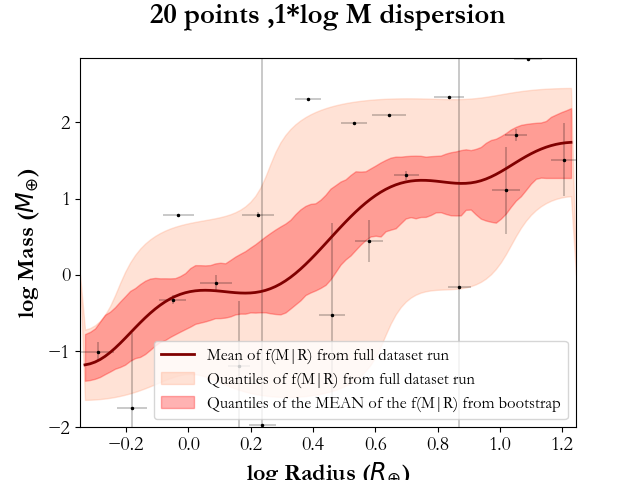 20 points ,1*log M dispersion
log Mass (M⊕)
2
1
0
−1
−2
Mean of f(M|R) from full dataset run
Quantiles of f(M|R) from full dataset run
Quantiles of the MEAN of the f(M|R) from bootstrap
−0.2 0.0 0.2 0.4 0.6 0.8 1.0 1.2
log Radius (R⊕)